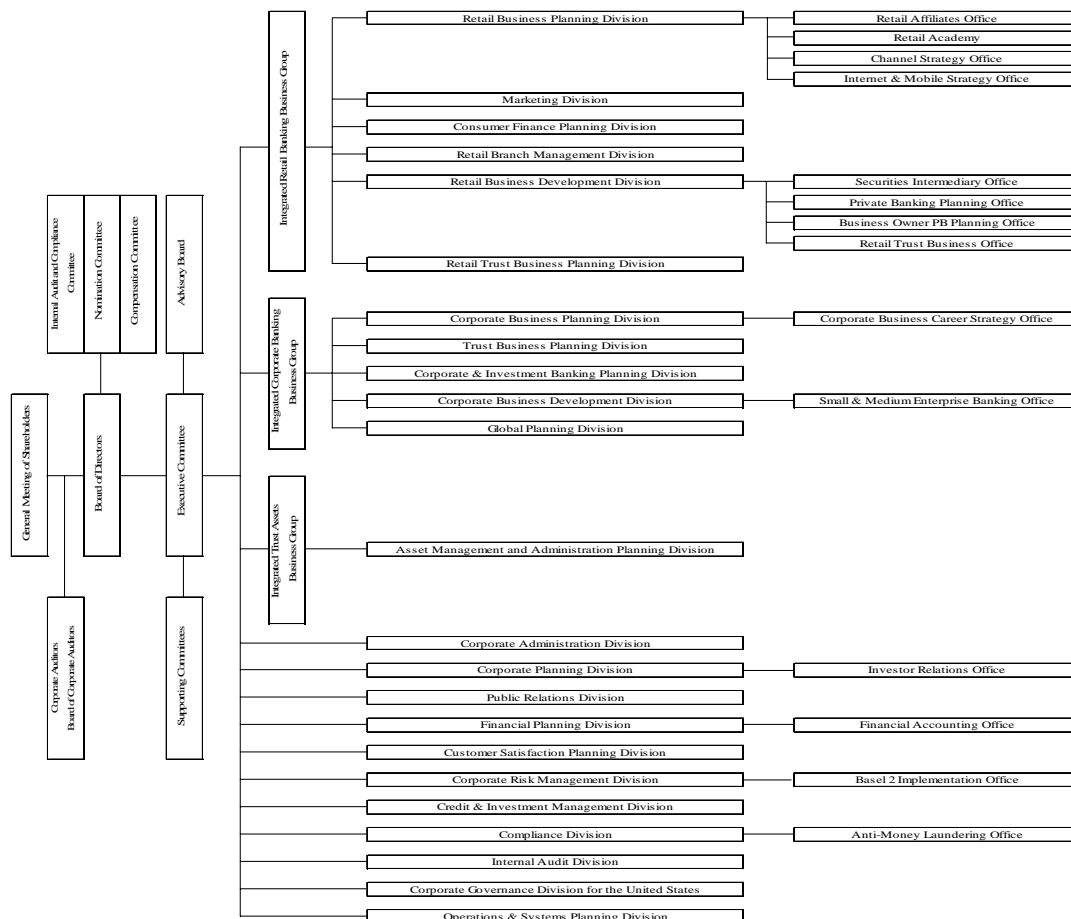 Retail Business Planning Division
Retail Affiliates Office
Retail Academy
Channel Strategy Office
Internet & Mobile Strategy Office
Integrated Retail Banking Business Group
Marketing Division
Consumer Finance Planning Division
Retail Branch Management Division
Retail Business Development Division
Securities Intermediary Office
Private Banking Planning Office
Business Owner PB Planning Office
Retail Trust Business Office
Retail Trust Business Planning Division
Internal Audit and Compliance
Committee
Nomination Committee
Compensation Committee
Advisory Board
Integrated Corporate Banking
Business Group
Corporate Business Planning Division
Corporate Business Career Strategy Office
Trust Business Planning Division
Corporate & Investment Banking Planning Division
Corporate Business Development Division
Small & Medium Enterprise Banking Office
Global Planning Division
General Meeting of Shareholders
Board of Directors
Executive Committee
Integrated Trust Assets
Business Group
Asset Management and Administration Planning Division
Corporate Auditors
Board of Corporate Auditors
Supporting Committees
Corporate Administration Division
Corporate Planning Division
Investor Relations Office
Public Relations Division
Financial Planning Division
Financial Accounting Office
Customer Satisfaction Planning Division
Corporate Risk Management Division
Basel 2 Implementation Office
Credit & Investment Management Division
Compliance Division
Anti-Money Laundering Office
Internal Audit Division
Corporate Governance Division for the United States
Operations & Systems Planning Division